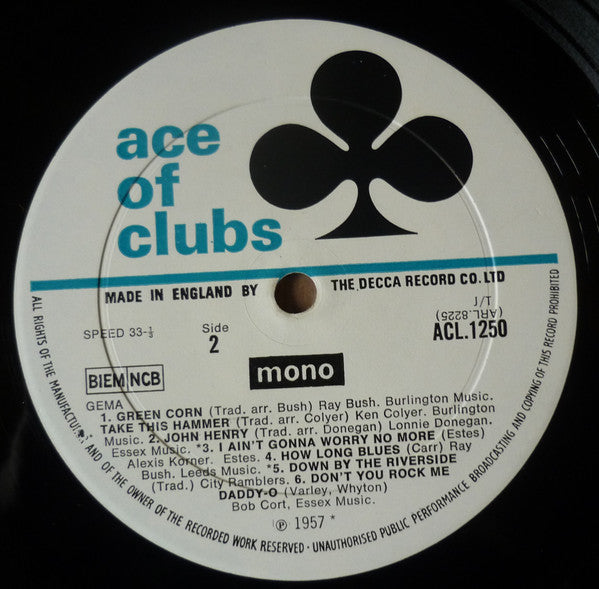 ace
of
clubs
MADE IN ENGLAND BY THE DECCA RECORD CO. LTD
1/f
(ARL.8225)
SPEED 33-⅓
Side
2
ACL.1250
BIEM NCB
mono
GEMA
1. GREEN CORN (Trad. arr. Bush) Ray Bush. Burlington Music.
TAKE THIS HAMMER (Trad. arr. Colyer) Ken Colyer. Burlington
Music. 2. JOHN HENRY (Trad. arr. Donegan) Lonnie Donegan.
Essex Music. *3. I AIN'T GONNA WORRY NO MORE (Estes)
Alexis Korner. Estes. 4. HOW LONG BLUES (Carr) Ray
Bush. Leeds Music. *5. DOWN BY THE RIVERSIDE
(Trad.) City Ramblers. 6. DON'T YOU ROCK ME
DADDY-O (Varley, Whyton)
Bob Cort, Essex Music.
℗ 1957 *
ALL RIGHTS OF THE MANUFACTURER AND OF THE OWNER OF THE RECORDED WORK RESERVED · UNAUTHORISED PUBLIC PERFORMANCE BROADCASTING AND COPYING OF THIS RECORD PROHIBITED